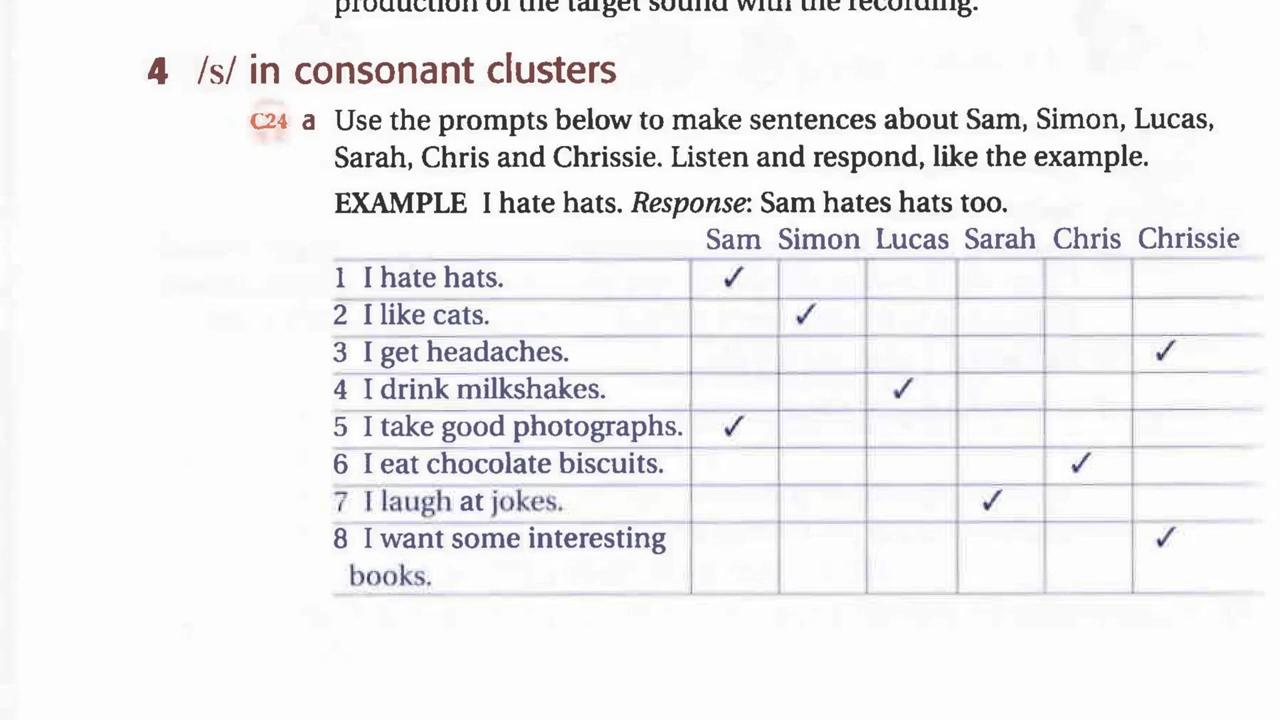 production of the target sound with the recording.
4 /s/ in consonant clusters
C24 a Use the prompts below to make sentences about Sam, Simon, Lucas,
Sarah, Chris and Chrissie. Listen and respond, like the example.
EXAMPLE I hate hats. Response: Sam hates hats too.
Sam Simon Lucas Sarah Chris Chrissie
1 I hate hats. ✓
2 I like cats. ✓
3 I get headaches. ✓
4 I drink milkshakes. ✓
5 I take good photographs. ✓
6 I eat chocolate biscuits. ✓
7 I laugh at jokes. ✓
8 I want some interesting ✓
books.